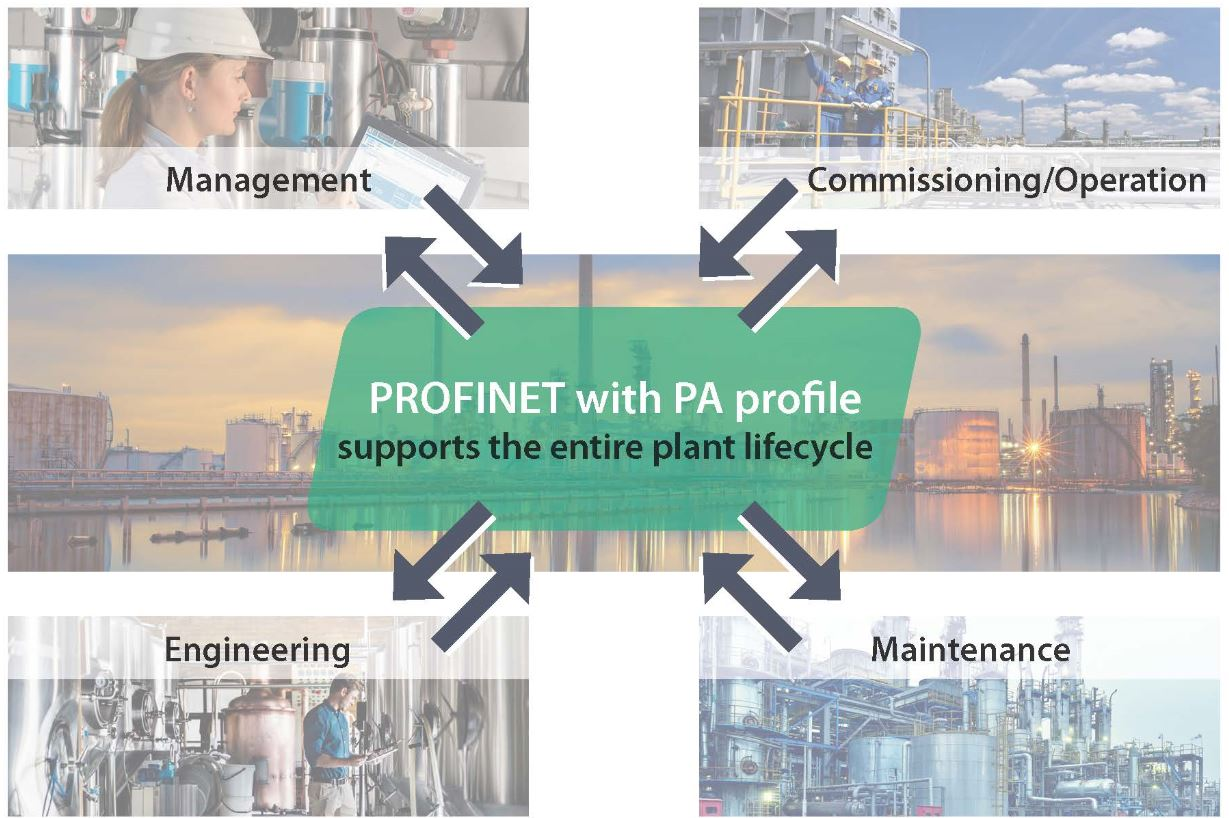 Management
Commissioning/Operation
PROFINET with PA profile
supports the entire plant lifecycle
Engineering
Maintenance